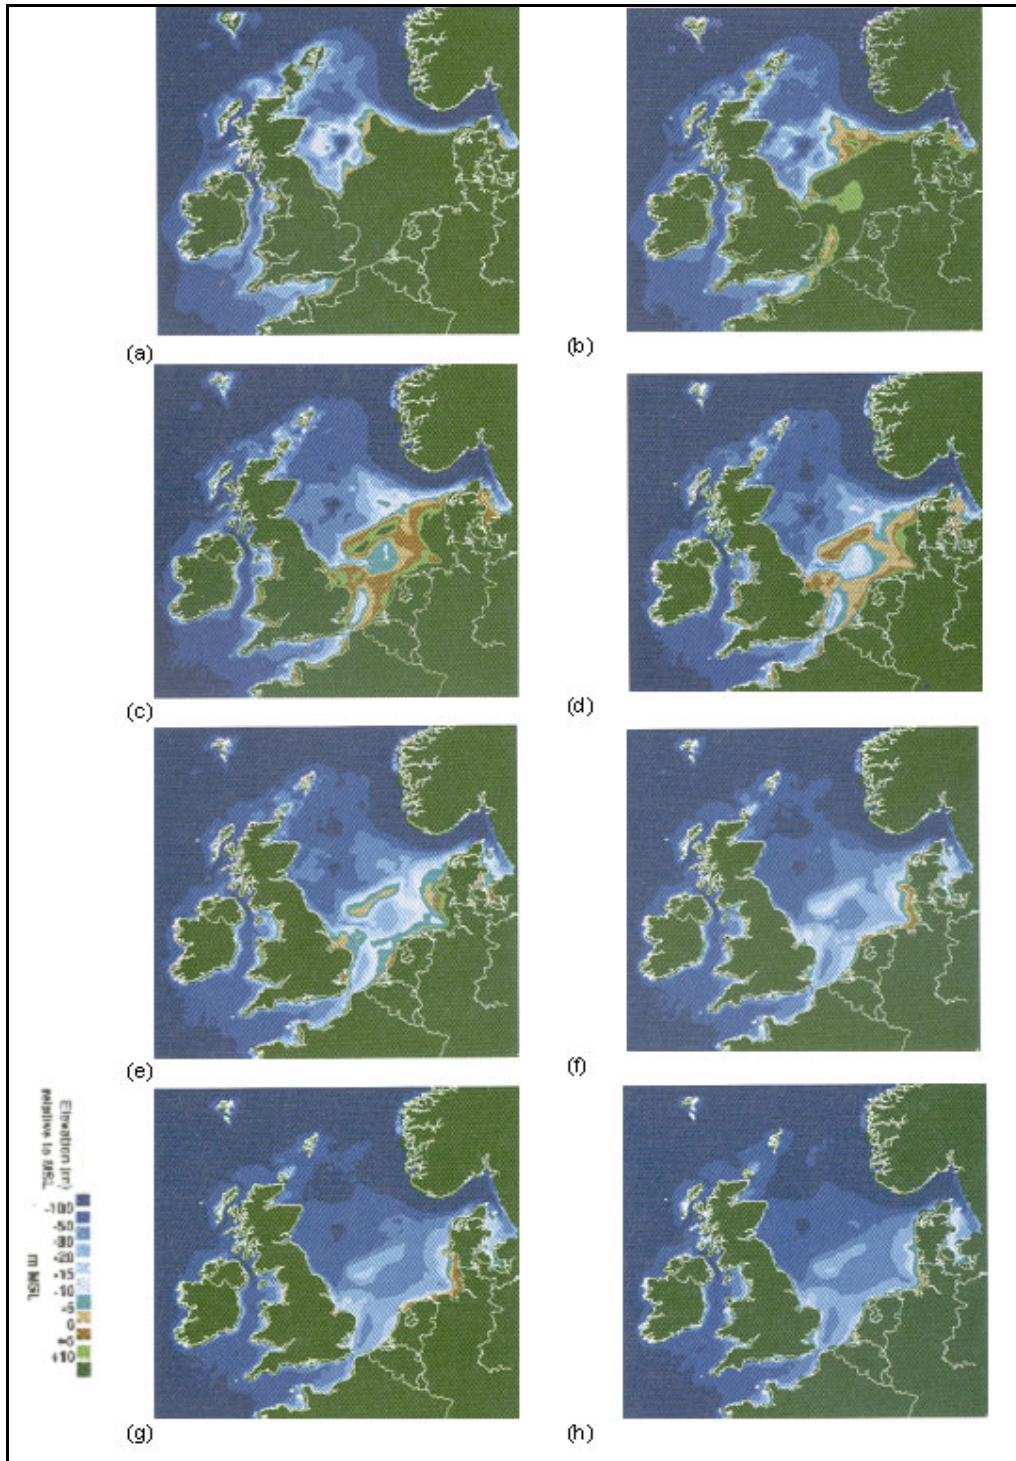 (a)
(b)
(c)
(d)
(e)
(f)
Elevation (m)
relative to MSL
-100
-50
-30
-20
-15
-10
-5
0
+5
+10
m MSL
(g)
(h)